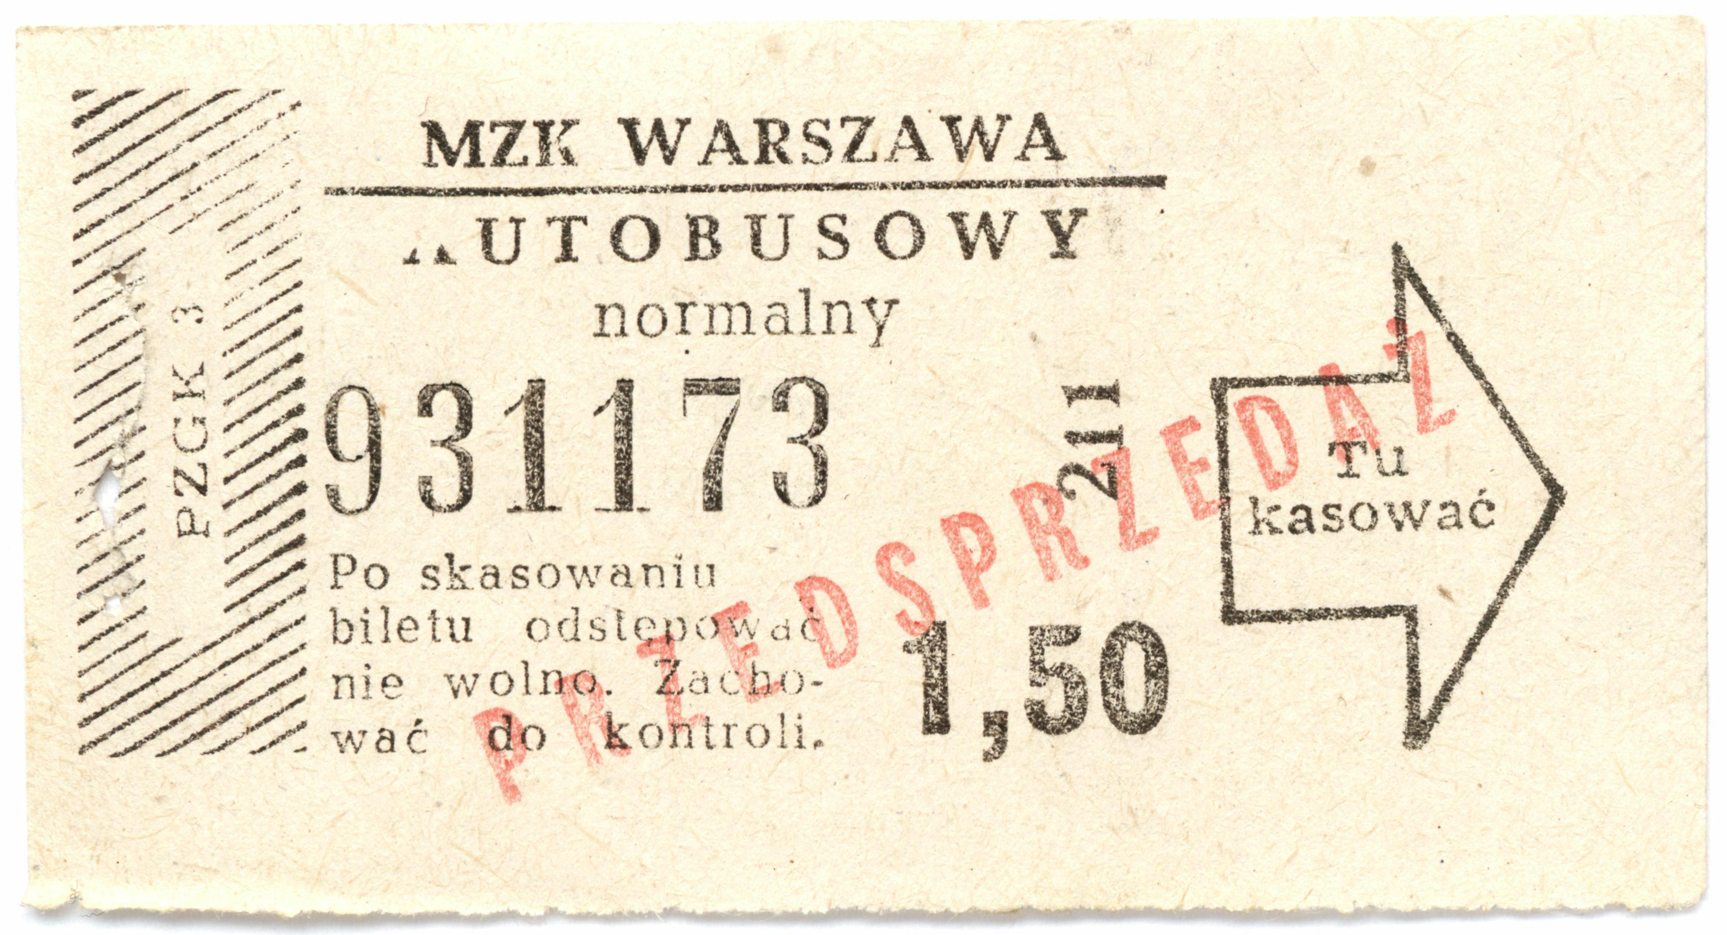 MZK WARSZAWA
AUTOBUSOWY
normalny
PZGK 3
931173
211
Tu
kasować
Po skasowaniu
biletu odstępować
nie wolno. Zacho-
wać do kontroli.
1,50
PRZEDSPRZEDAŻ